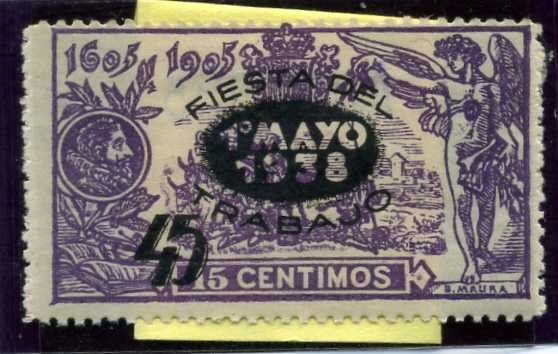 1605 1905
FIESTA DEL
1º MAYO
1938
TRABAJO
45
15 CENTIMOS
B. MAURA